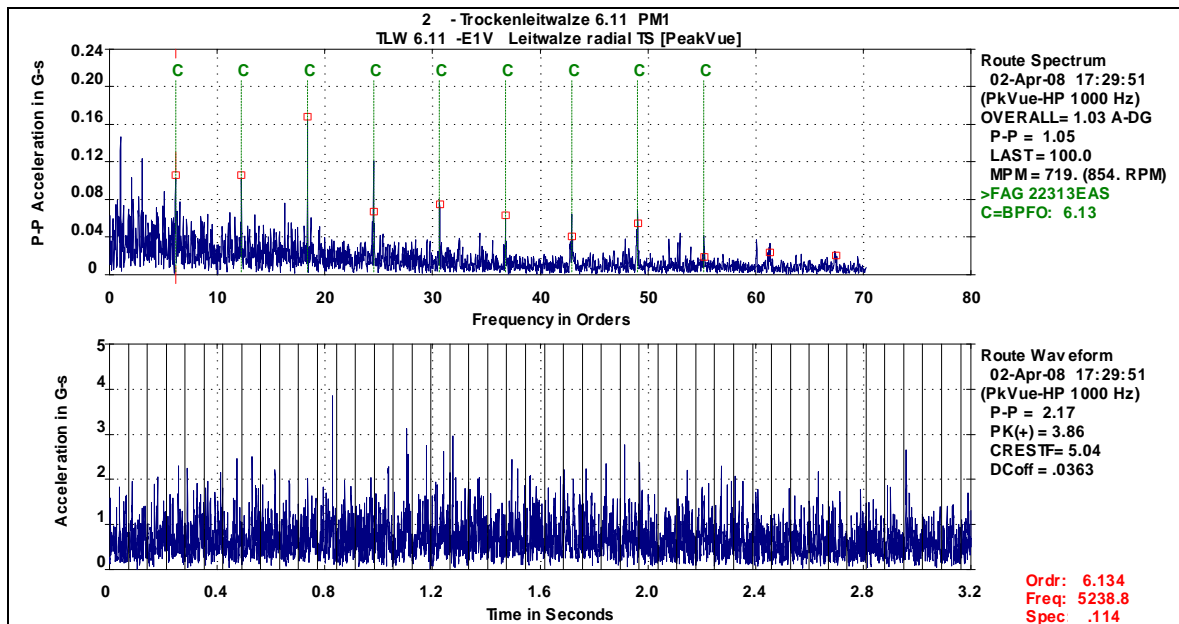 2 - Trockenleitwalze 6.11 PM1
TLW 6.11 -E1V Leitwalze radial TS [PeakVue]
P-P Acceleration in G-s
0.24
0.20
0.16
0.12
0.08
0.04
0
C C C C C C C C C
0 10 20 30 40 50 60 70 80
Frequency in Orders
Route Spectrum
02-Apr-08 17:29:51
(PkVue-HP 1000 Hz)
OVERALL= 1.03 A-DG
P-P = 1.05
LAST = 100.0
MPM = 719. (854. RPM)
>FAG 22313EAS
C=BPFO: 6.13
Acceleration in G-s
5
4
3
2
1
0
0 0.4 0.8 1.2 1.6 2.0 2.4 2.8 3.2
Time in Seconds
Route Waveform
02-Apr-08 17:29:51
(PkVue-HP 1000 Hz)
P-P = 2.17
PK(+) = 3.86
CRESTF= 5.04
DCoff = .0363
Ordr: 6.134
Freq: 5238.8
Spec: .114